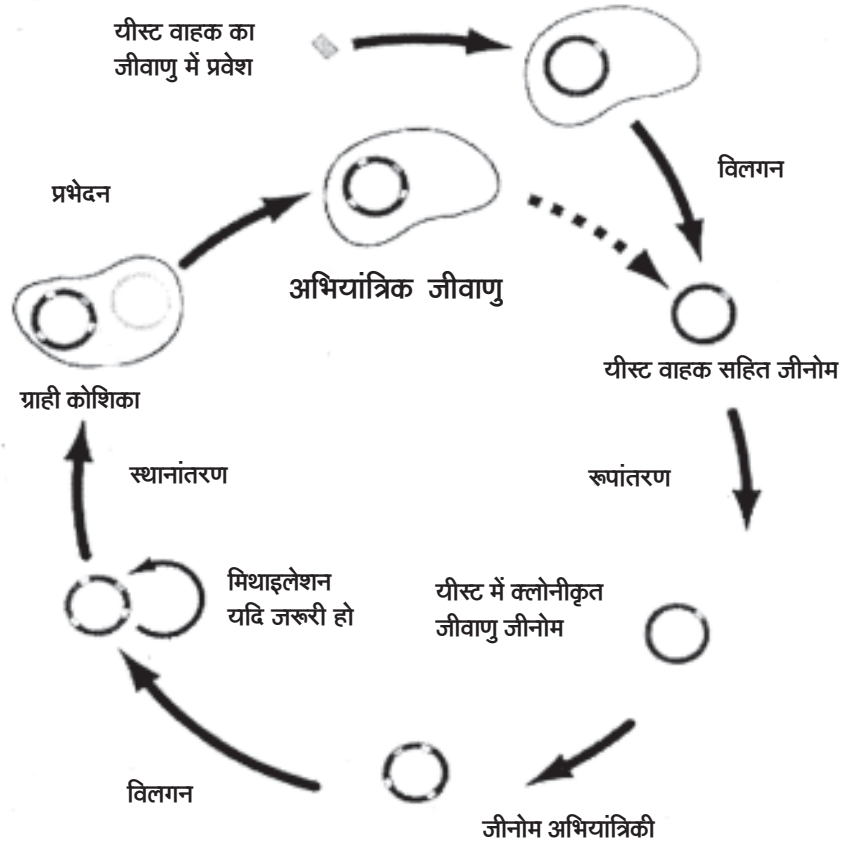 यीस्ट वाहक का
जीवाणु में प्रवेश
विलगन
प्रभेदन
अभियांत्रिक जीवाणु
यीस्ट वाहक सहित जीनोम
ग्राही कोशिका
स्थानांतरण
रूपांतरण
मिथाइलेशन
यदि जरूरी हो
यीस्ट में क्लोनीकृत
जीवाणु जीनोम
विलगन
जीनोम अभियांत्रिकी